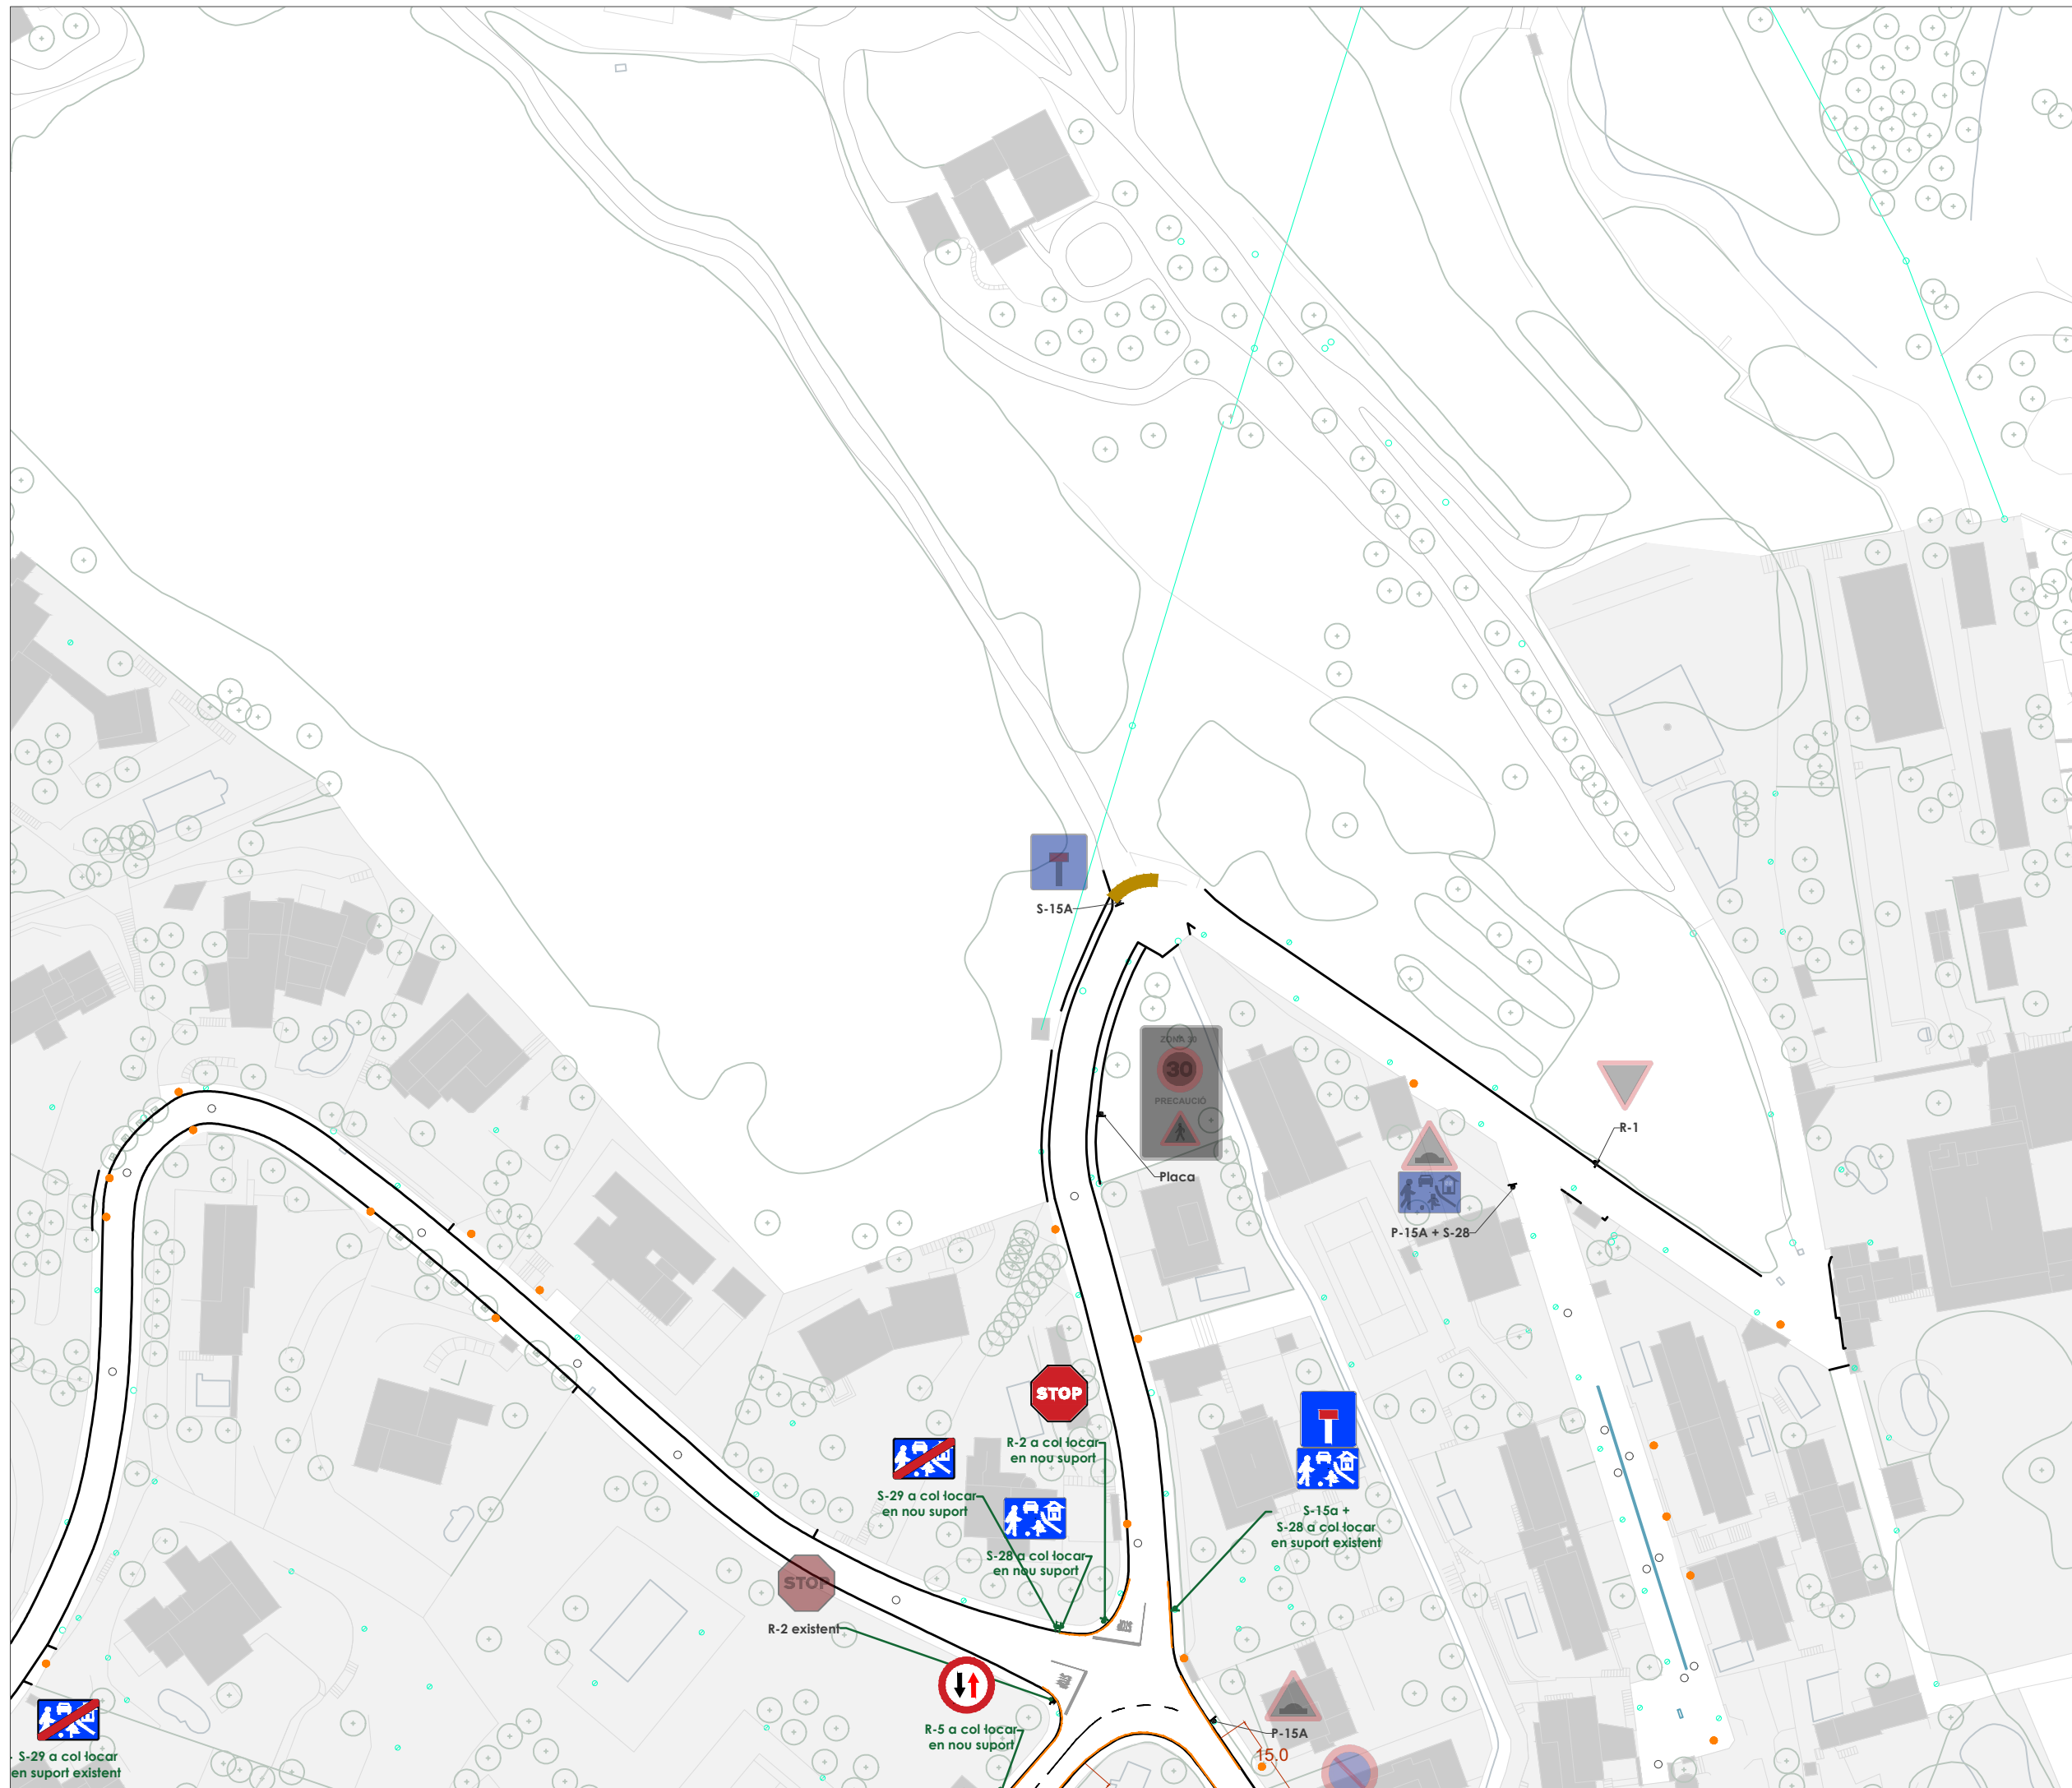 S-15A
ZONA 30
30
PRECAUCIÓ
Placa
R-1
P-15A + S-28
STOP
R-2 a col·locar
en nou suport
S-29 a col·locar
en nou suport
S-28 a col·locar
en nou suport
S-15a +
S-28 a col·locar
en suport existent
STOP
R-2 existent
STOP
STOP
R-5 a col·locar
en nou suport
P-15A
15.0
S-29 a col·locar
en suport existent